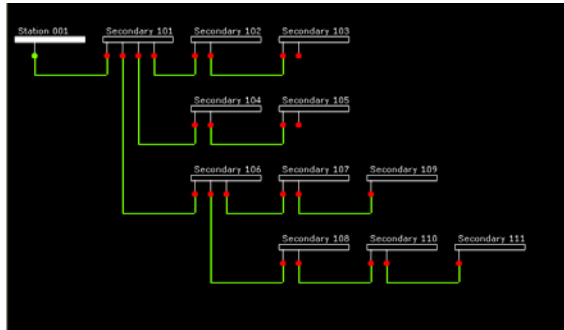 Station 001
Secondary 101
Secondary 102
Secondary 103
Secondary 104
Secondary 105
Secondary 106
Secondary 107
Secondary 109
Secondary 108
Secondary 110
Secondary 111